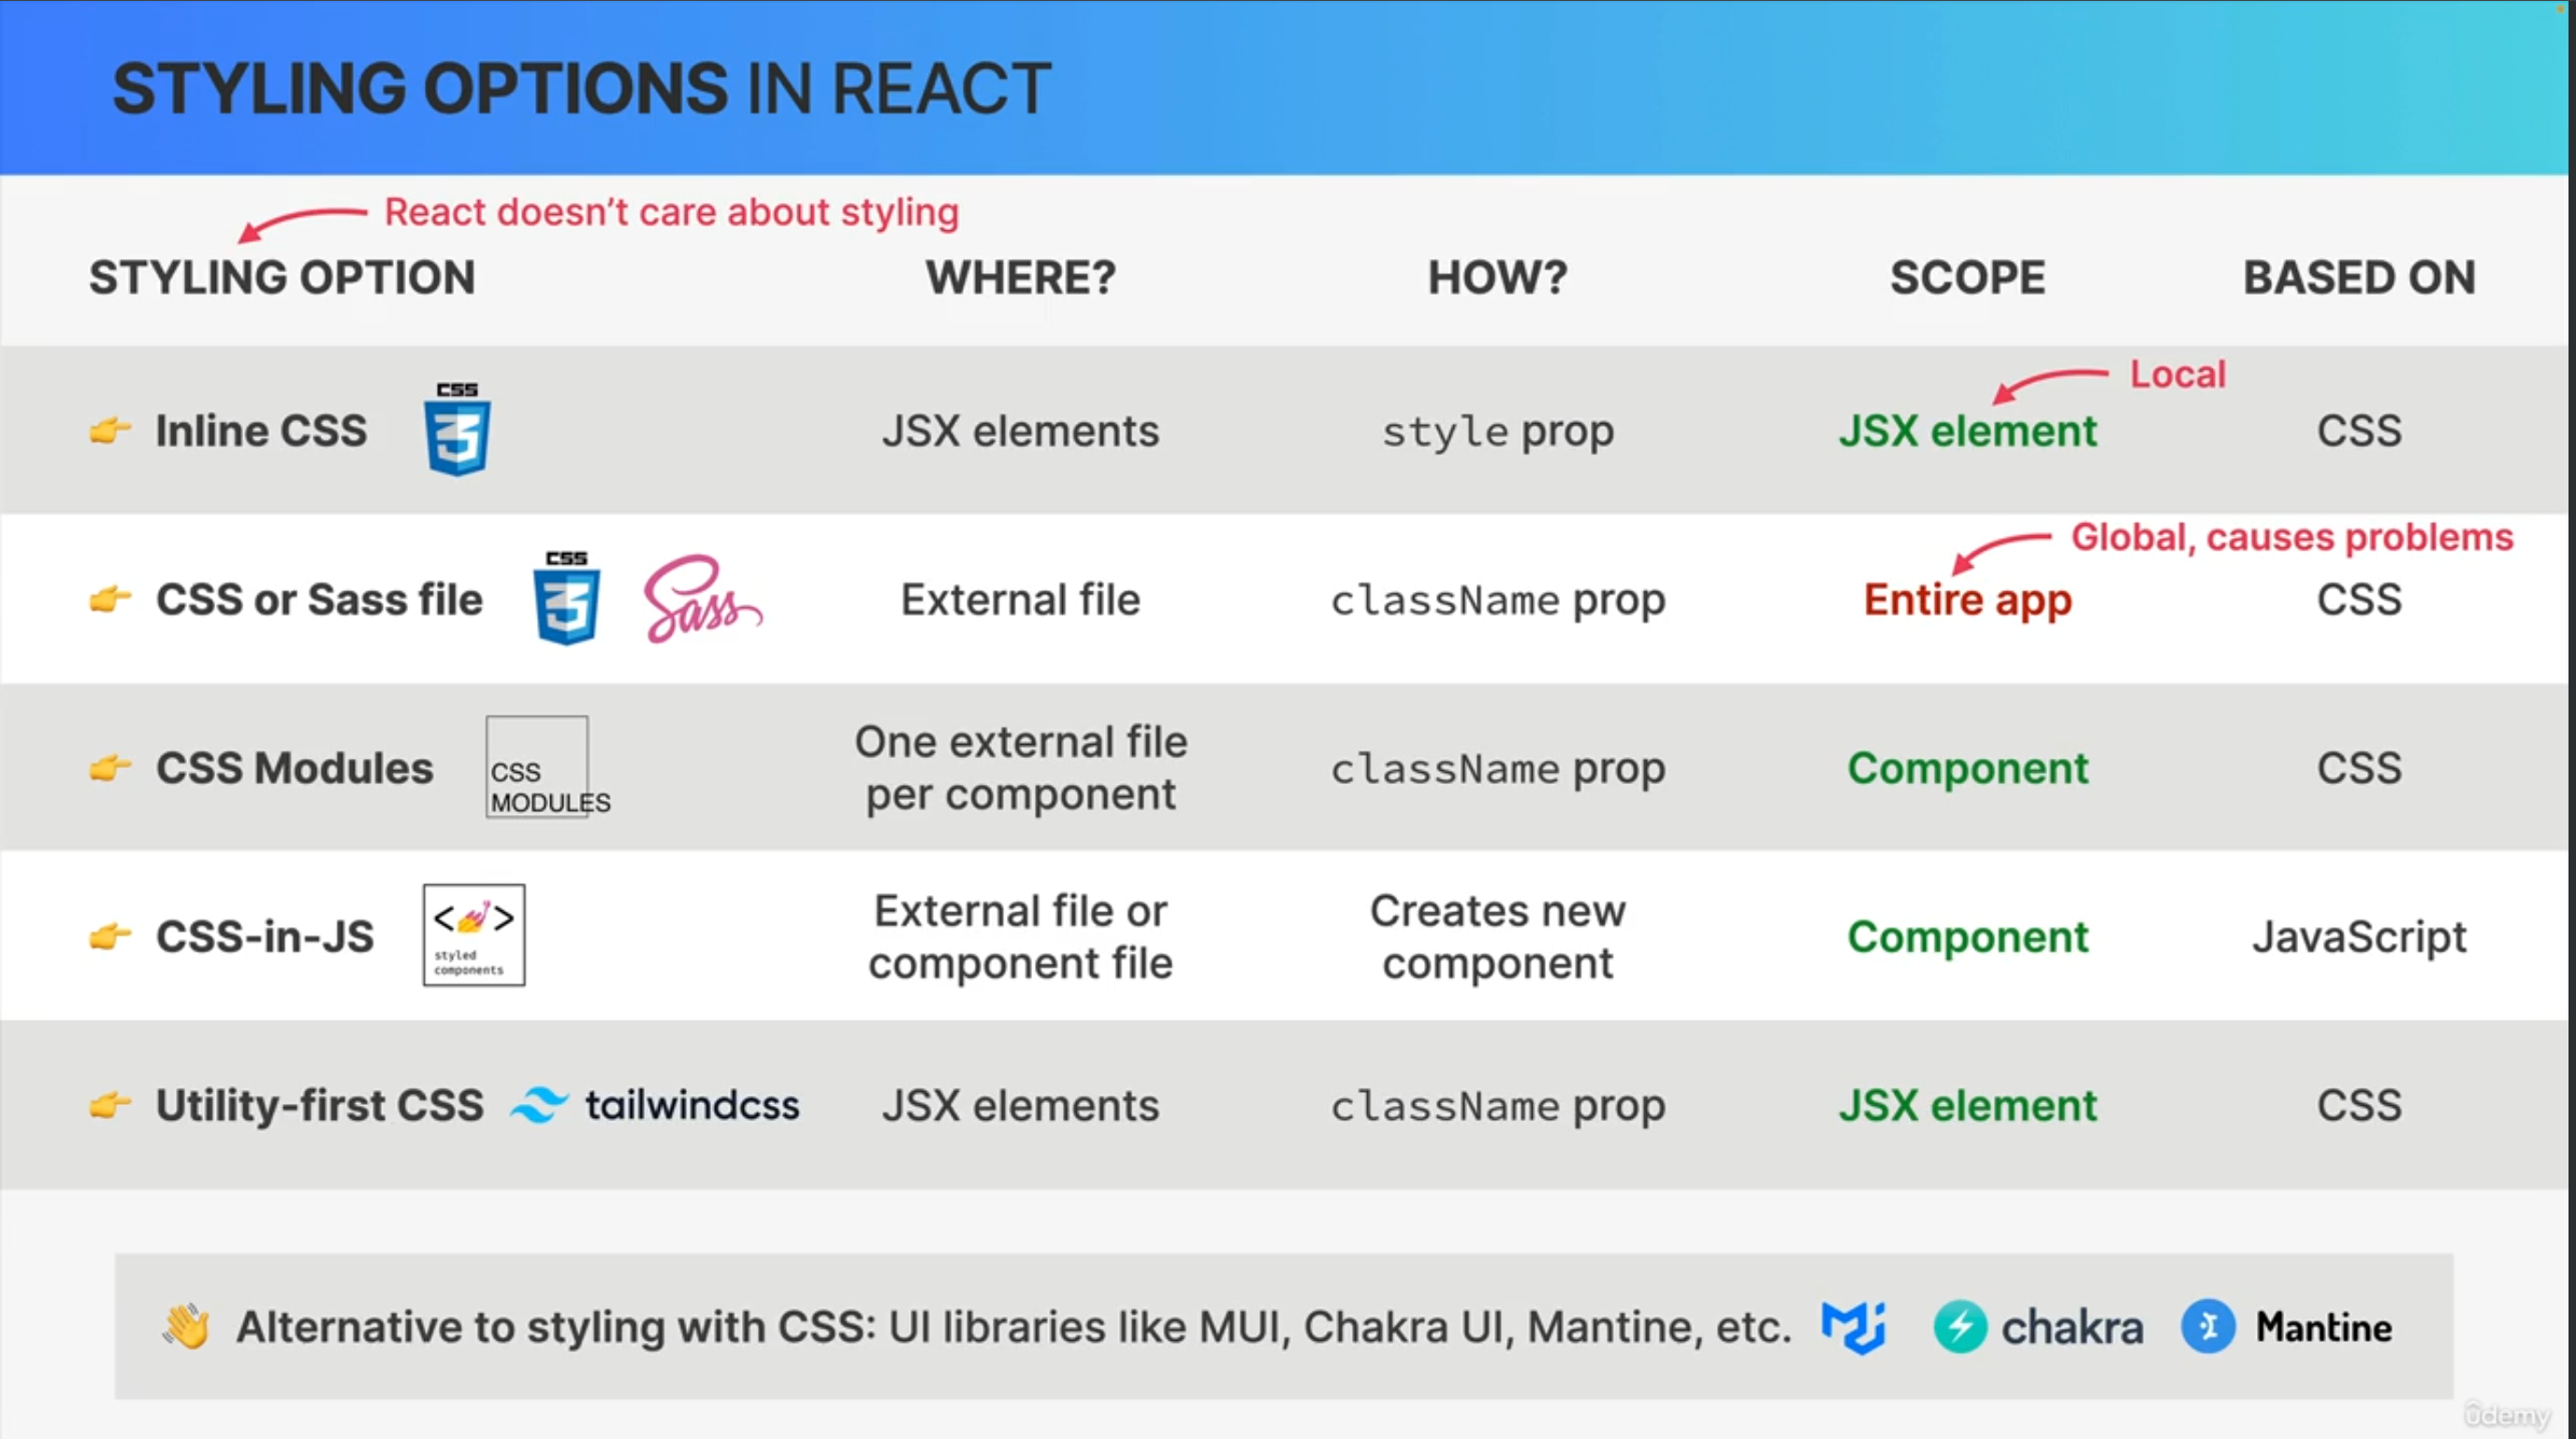 STYLING OPTIONS IN REACT
React doesn't care about styling
STYLING OPTION WHERE? HOW? SCOPE BASED ON
Local
CSS
👉 Inline CSS JSX elements style prop JSX element CSS
Global, causes problems
CSS
👉 CSS or Sass file Sass External file className prop Entire app CSS
One external file
👉 CSS Modules CSS className prop Component CSS
MODULES per component
External file or Creates new
👉 CSS-in-JS < > Component JavaScript
styled
components component file component
👉 Utility-first CSS tailwindcss JSX elements className prop JSX element CSS
👋 Alternative to styling with CSS: UI libraries like MUI, Chakra UI, Mantine, etc. chakra Mantine
ûdemy